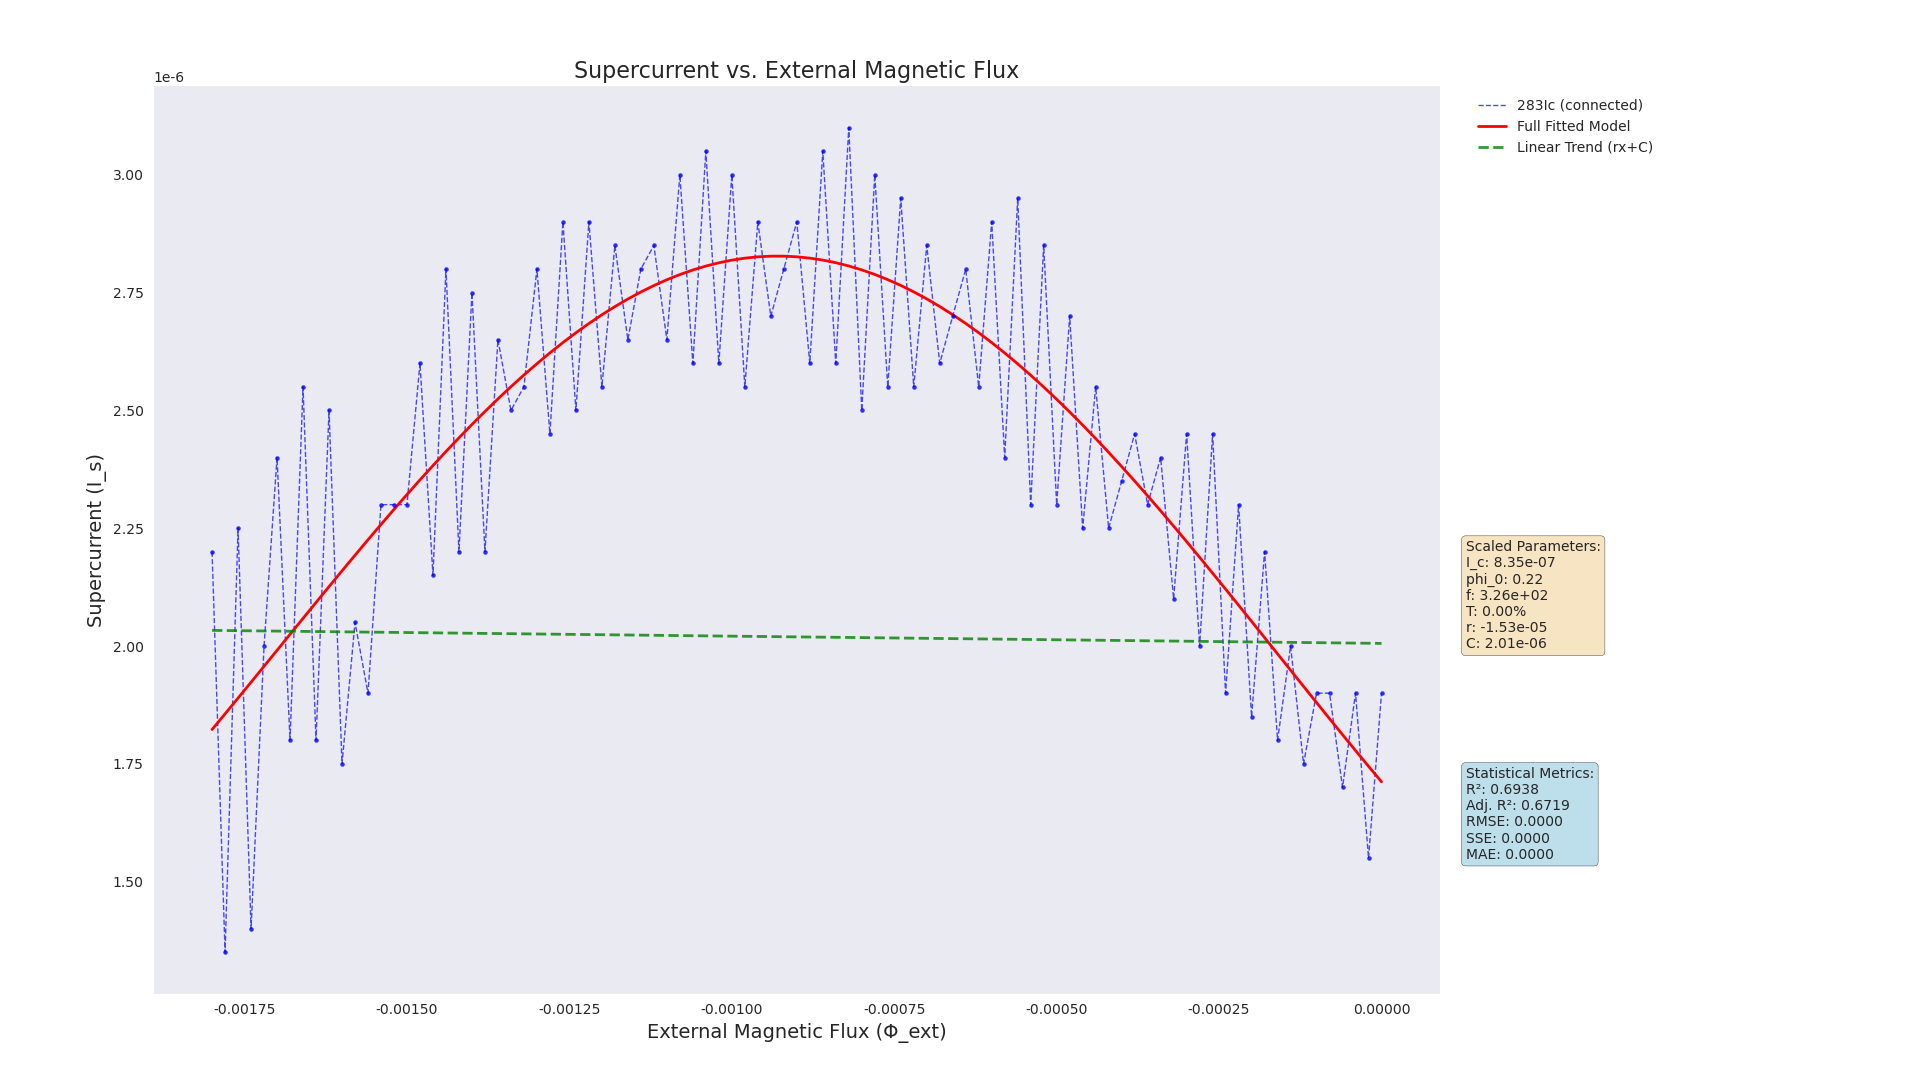 Supercurrent vs. External Magnetic Flux
1e-6
3.00
2.75
2.50
2.25
2.00
1.75
1.50
Supercurrent (I_s)
-0.00175
-0.00150
-0.00125
-0.00100
-0.00075
-0.00050
-0.00025
0.00000
External Magnetic Flux (Φ_ext)
283Ic (connected)
Full Fitted Model
Linear Trend (rx+C)
Scaled Parameters:
I_c: 8.35e-07
phi_0: 0.22
f: 3.26e+02
T: 0.00%
r: -1.53e-05
C: 2.01e-06
Statistical Metrics:
R²: 0.6938
Adj. R²: 0.6719
RMSE: 0.0000
SSE: 0.0000
MAE: 0.0000